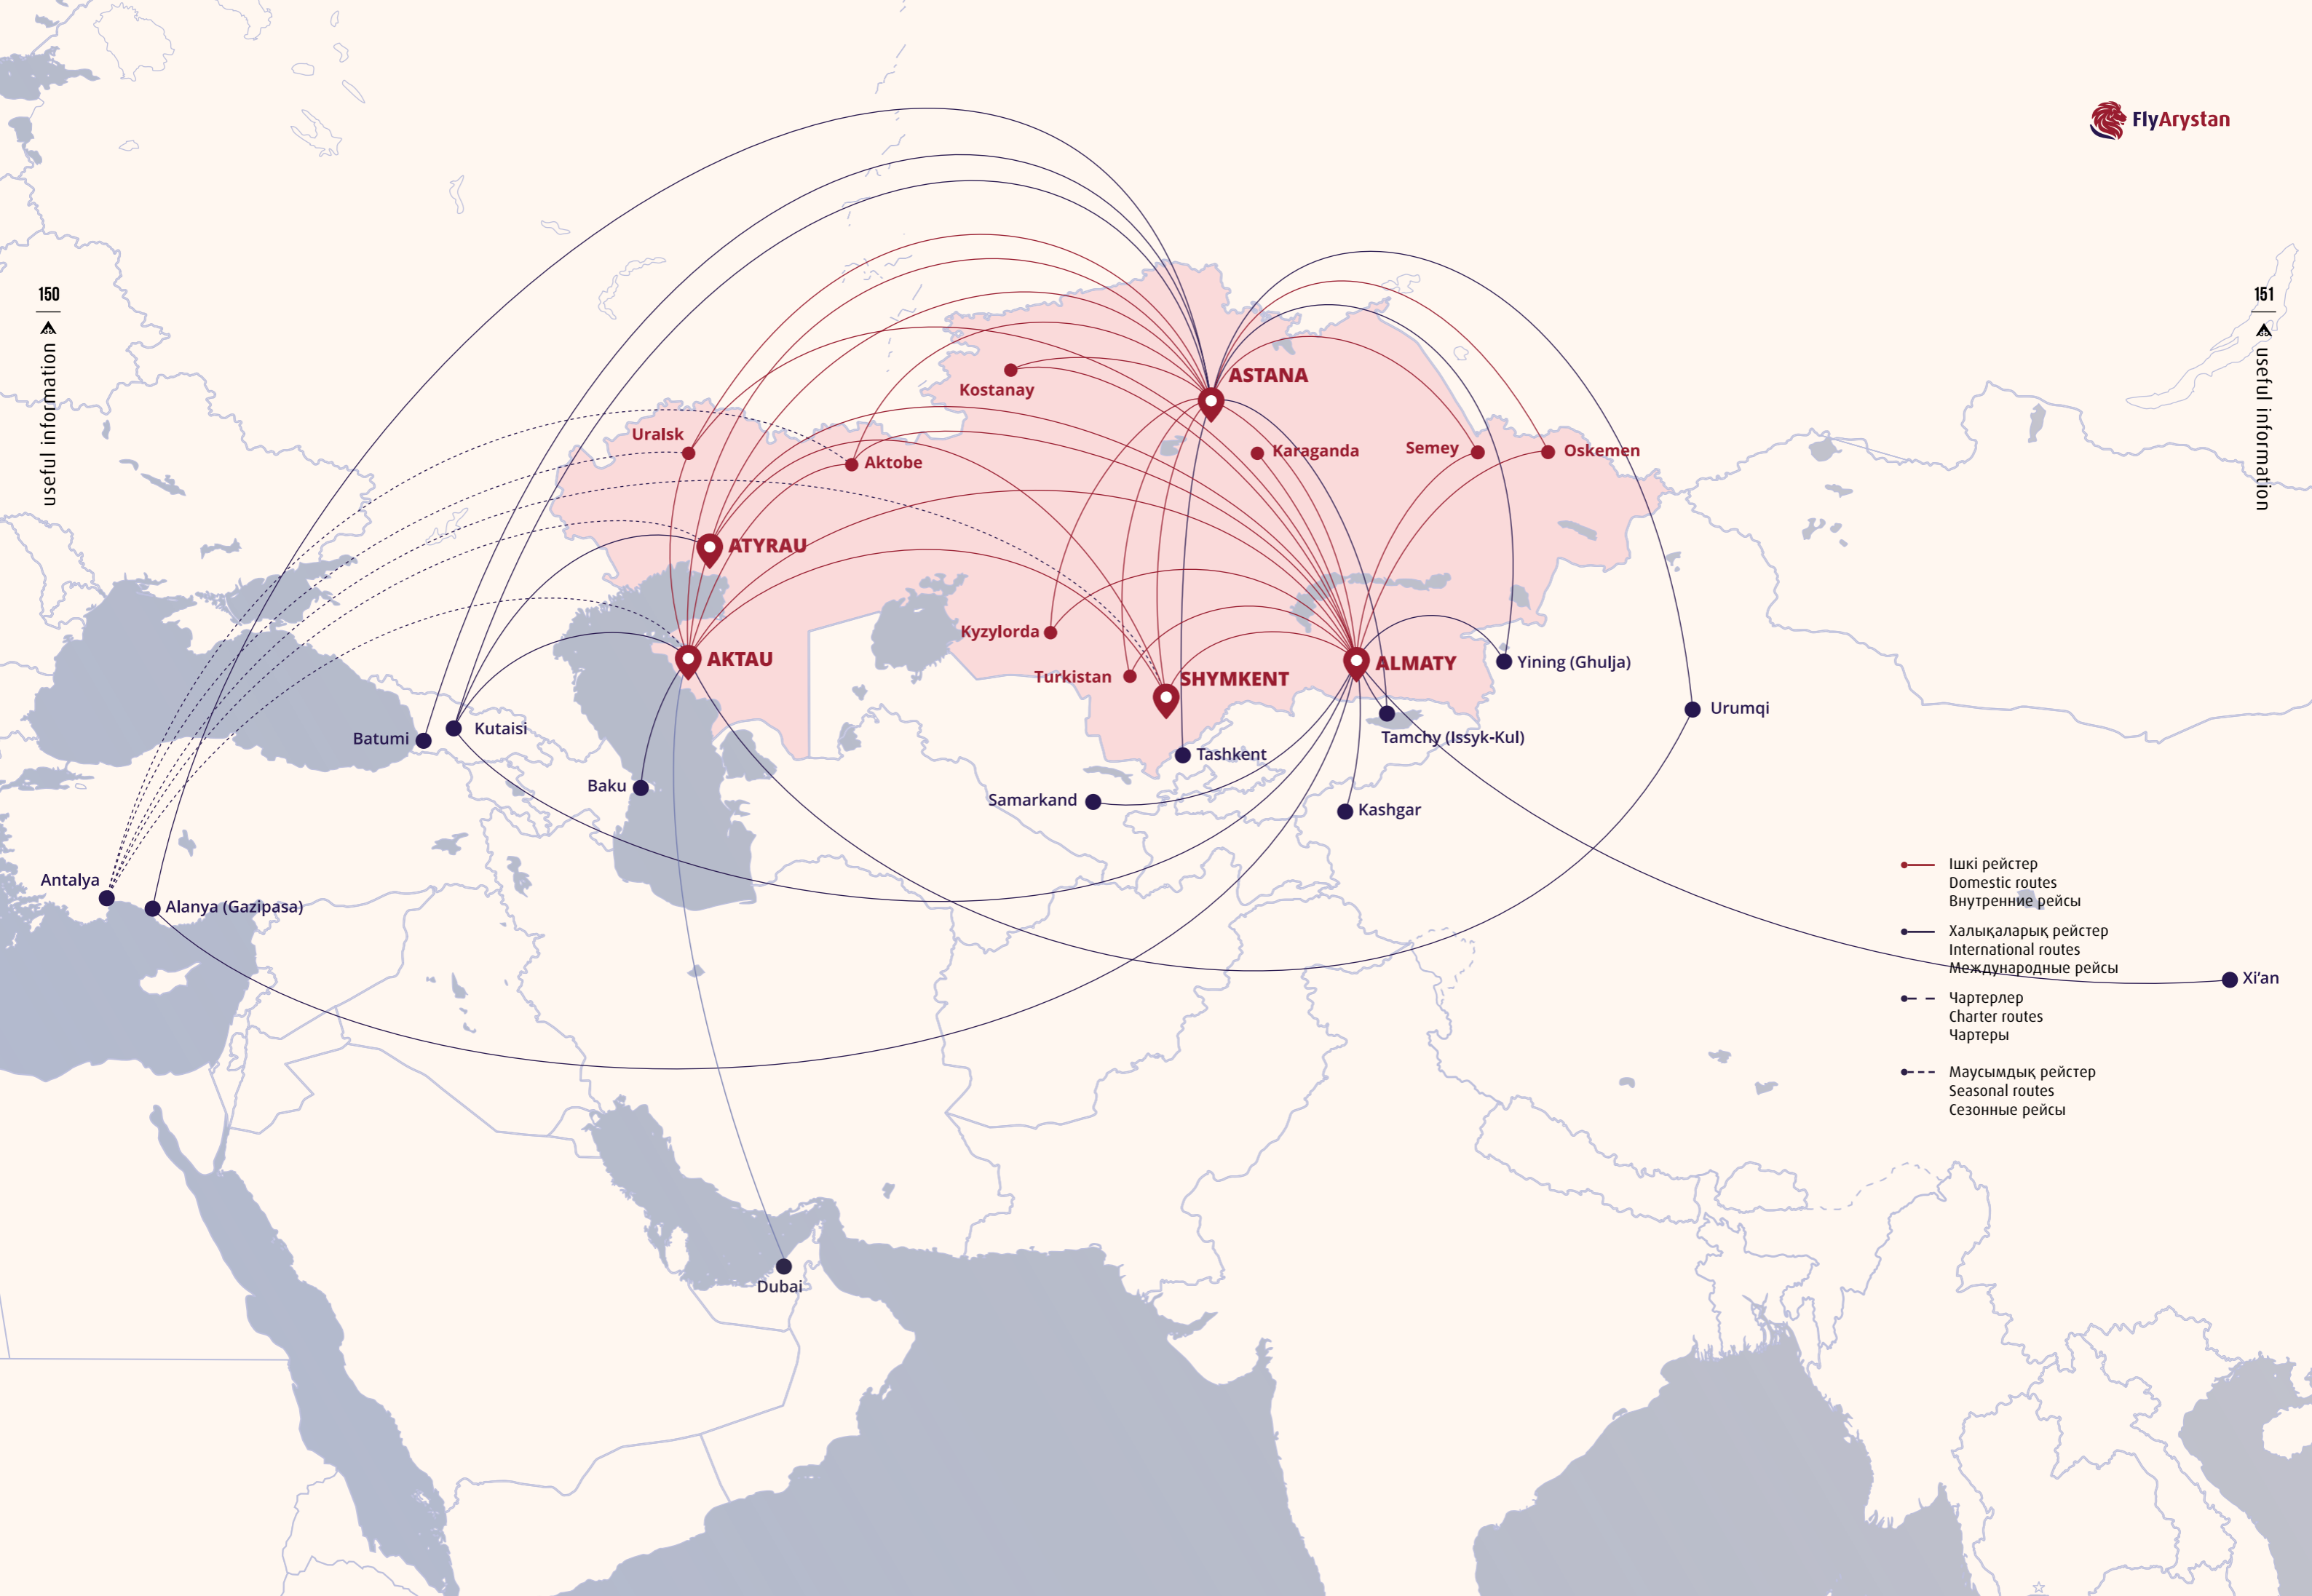 FlyArystan
150
useful information
151
useful information
ASTANA
Kostanay
Uralsk
Aktobe
Karaganda
Semey
Oskemen
ATYRAU
Kyzylorda
AKTAU
Turkistan
SHYMKENT
ALMATY
Yining (Ghulja)
Urumqi
Batumi
Kutaisi
Tamchy (Issyk-Kul)
Tashkent
Baku
Samarkand
Kashgar
Antalya
Alanya (Gazipasa)
Xi’an
Dubai
Ішкі рейстер
Domestic routes
Внутренние рейсы
Халықаларық рейстер
International routes
Международные рейсы
Чартерлер
Charter routes
Чартеры
Маусымдық рейстер
Seasonal routes
Сезонные рейсы